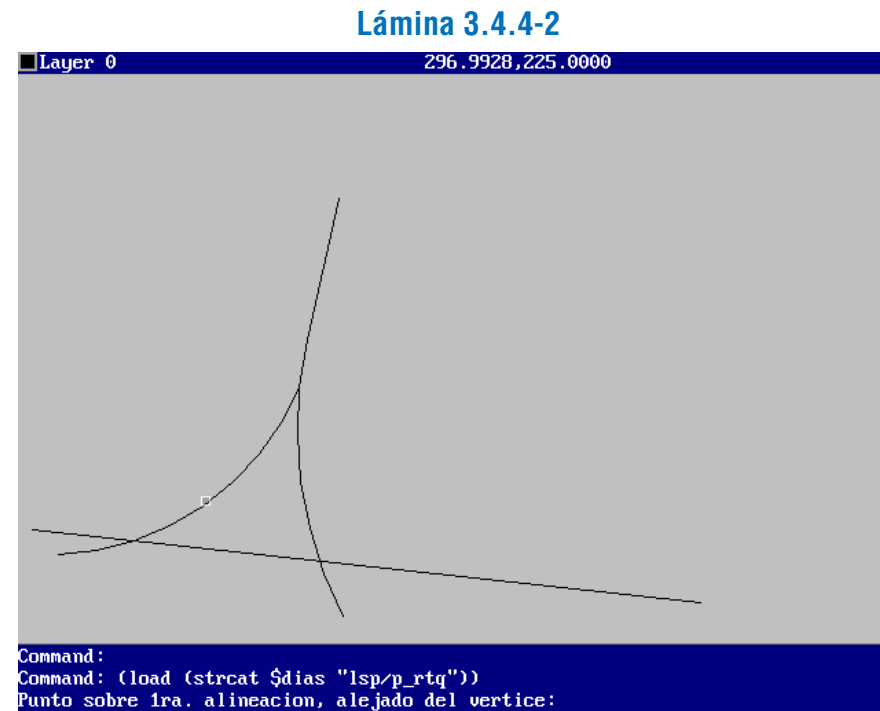 Lámina 3.4.4-2
Layer 0 296.9928,225.0000
Command:
Command: (load (strcat $dias "lsp/p_rtq"))
Punto sobre 1ra. alineacion, alejado del vertice: